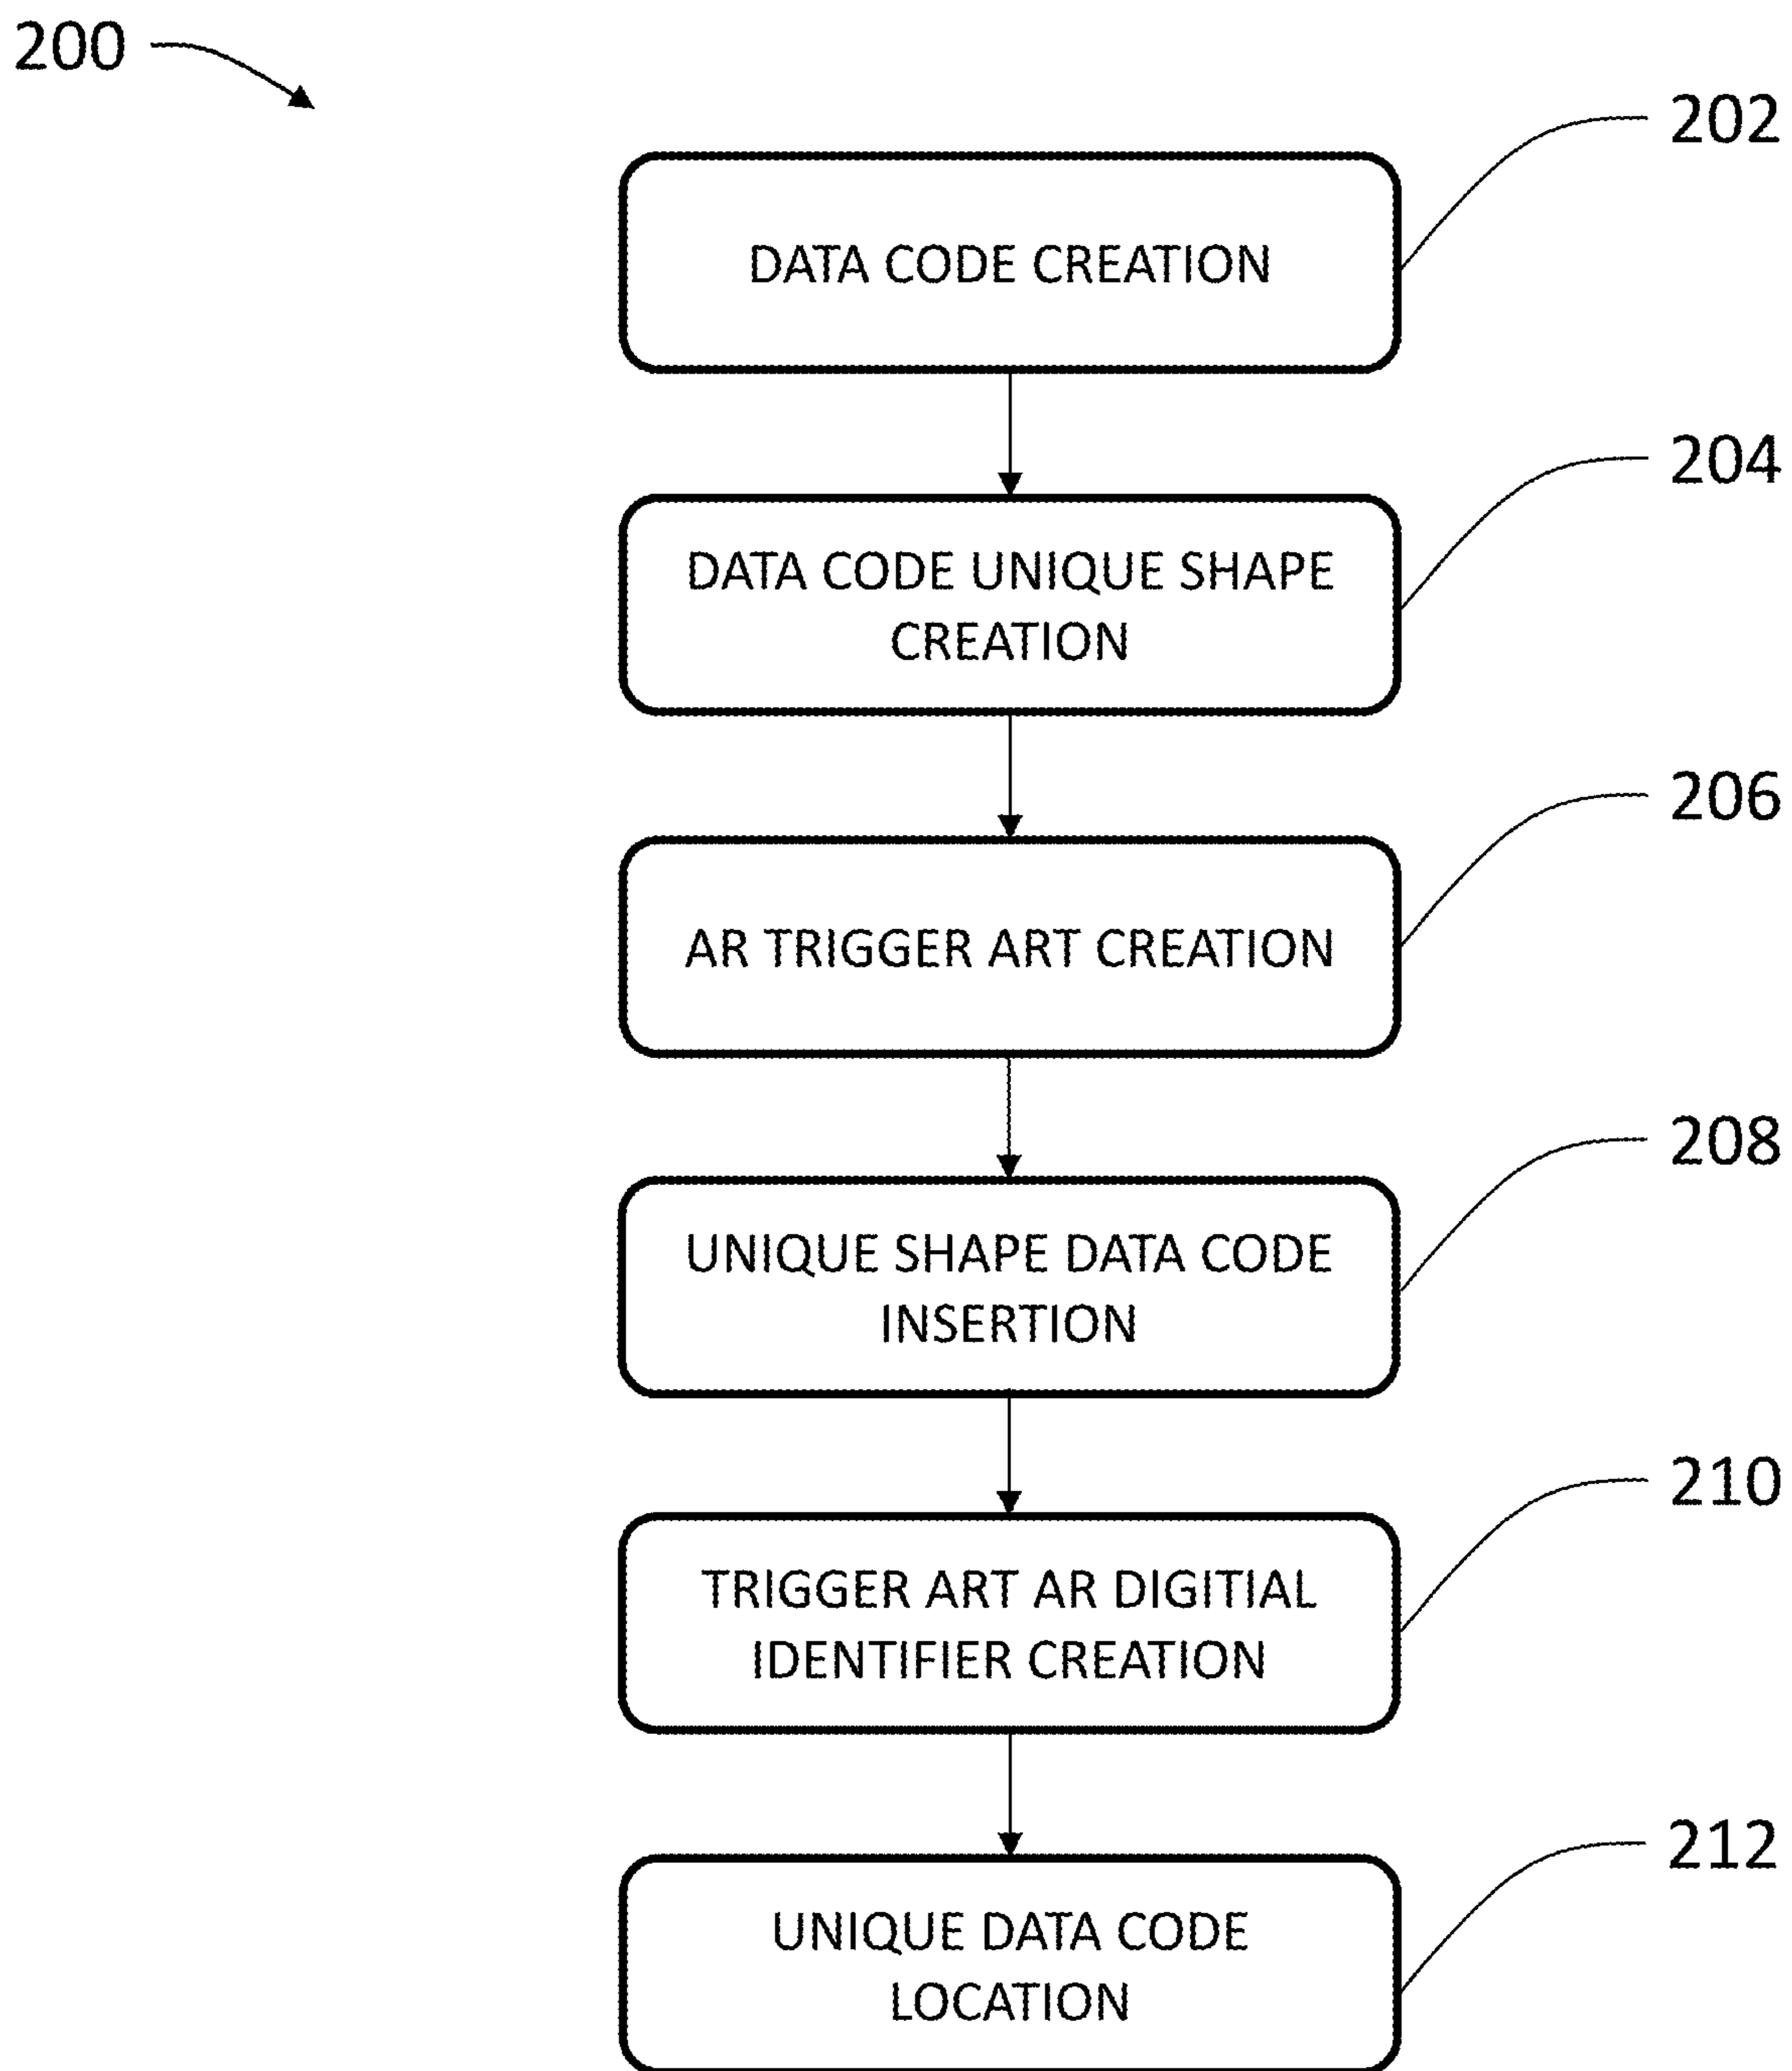 200
202
DATA CODE CREATION
204
DATA CODE UNIQUE SHAPE
CREATION
206
AR TRIGGER ART CREATION
208
UNIQUE SHAPE DATA CODE
INSERTION
210
TRIGGER ART AR DIGITIAL
IDENTIFIER CREATION
212
UNIQUE DATA CODE
LOCATION